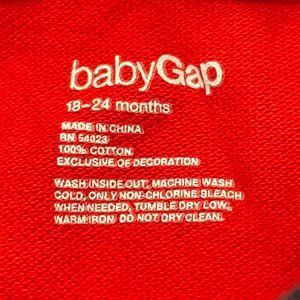 babyGap
18-24 months
MADE IN CHINA
RN 54023
100% COTTON
EXCLUSIVE OF DECORATION
WASH INSIDE OUT, MACHINE WASH
COLD, ONLY NON-CHLORINE BLEACH
WHEN NEEDED, TUMBLE DRY LOW,
WARM IRON. DO NOT DRY CLEAN.